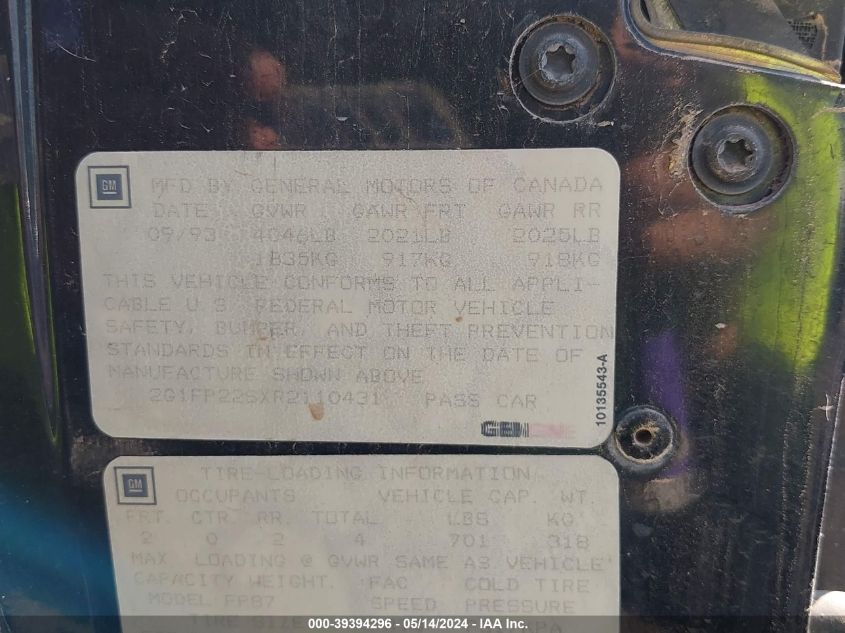 GM
MFD BY GENERAL MOTORS OF CANADA
DATE GVWR GAWR FRT GAWR RR
09/93 4046LB 2021LB 2025LB
1835KG 917KG 918KG
THIS VEHICLE CONFORMS TO ALL APPLI-
CABLE U S FEDERAL MOTOR VEHICLE
SAFETY, BUMPER, AND THEFT PREVENTION
STANDARDS IN EFFECT ON THE DATE OF
MANUFACTURE SHOWN ABOVE
2G1FP22SXR2110431 PASS CAR
10135543-A
GM
TIRE-LOADING INFORMATION
OCCUPANTS VEHICLE CAP. WT.
FRT. CTR. RR. TOTAL LBS KG
2 0 2 4 701 318
MAX LOADING @ GVWR SAME AS VEHICLE
CAPACITY WEIGHT. FAC COLD TIRE
MODEL FP87 SPEED PRESSURE
TIRE SIZE
000-39394296 - 05/14/2024 - © IAA Inc.